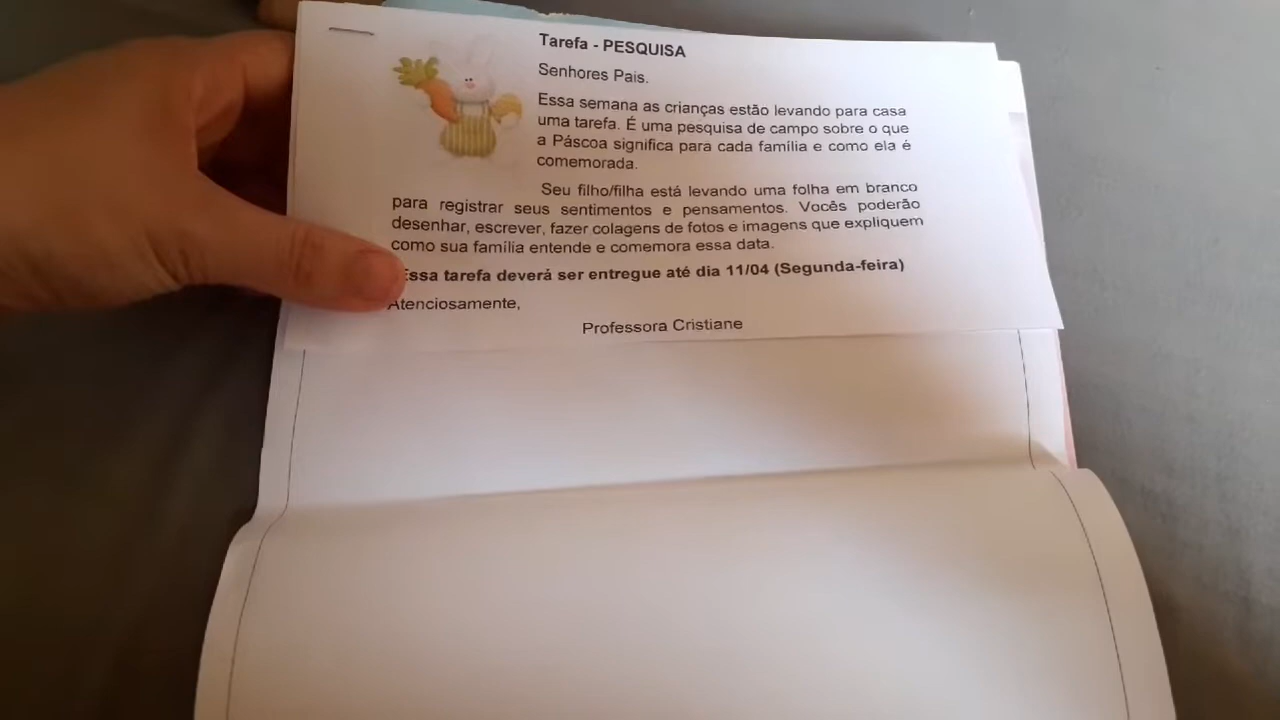 Tarefa - PESQUISA
Senhores Pais.
Essa semana as crianças estão levando para casa
uma tarefa. É uma pesquisa de campo sobre o que
a Páscoa significa para cada família e como ela é
comemorada.
Seu filho/filha está levando uma folha em branco
para registrar seus sentimentos e pensamentos. Vocês poderão
desenhar, escrever, fazer colagens de fotos e imagens que expliquem
como sua família entende e comemora essa data.
Essa tarefa deverá ser entregue até dia 11/04 (Segunda-feira)
Atenciosamente,
Professora Cristiane